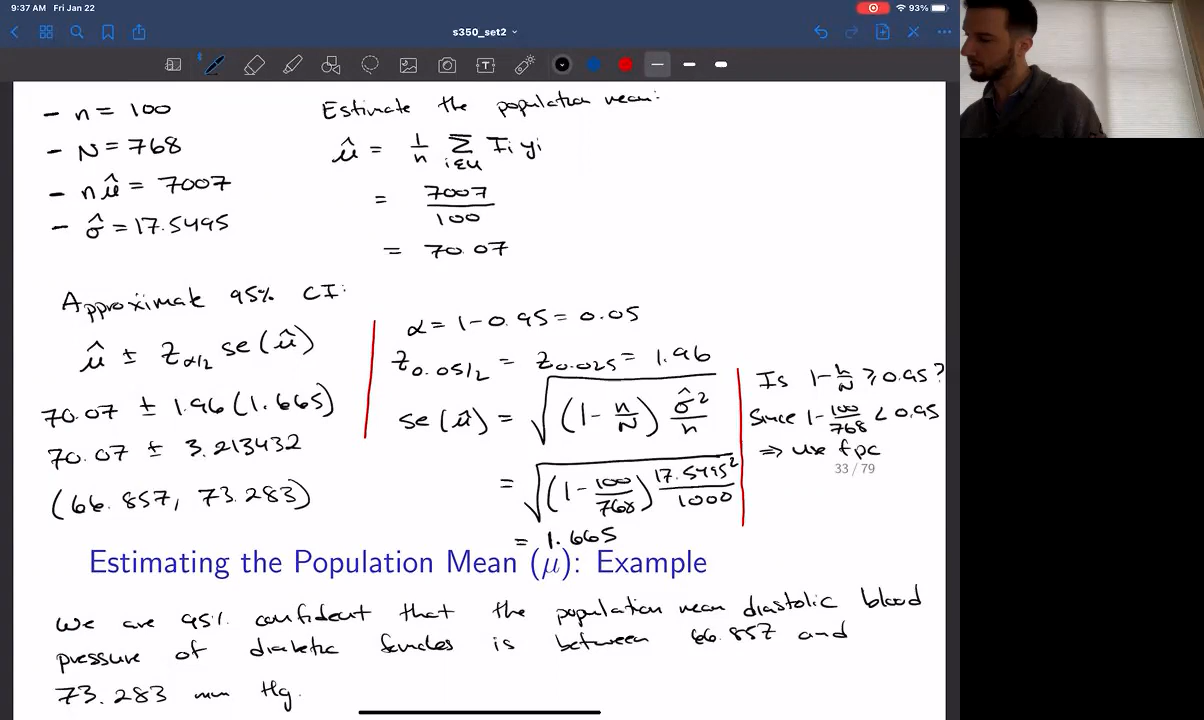 9:37 AM Fri Jan 22
93%
s350_set2
- n = 100
- N = 768
- nμ̂ = 7007
- σ̂ = 17.5495
Estimate the population mean:
μ̂ = 1/n Σ_{i∈U} I_i y_i
= 7007/100
= 70.07
Approximate 95% CI:
μ̂ ± Z_{α/2} se(μ̂)
70.07 ± 1.96 (1.665)
70.07 ± 3.213432
(66.857, 73.283)
α = 1-0.95 = 0.05
Z_{0.05/2} = Z_{0.025} = 1.96
se(μ̂) = √((1 - n/N) σ̂²/n)
= √((1 - 100/768) 17.5495²/1000)
= 1.665
Is 1 - n/N ≥ 0.95?
Since 1 - 100/768 < 0.95
⇒ use fpc
33 / 79
Estimating the Population Mean (μ): Example
We are 95% confident that the population mean diastolic blood
pressure of diabetic females is between 66.857 and
73.283 mm Hg.